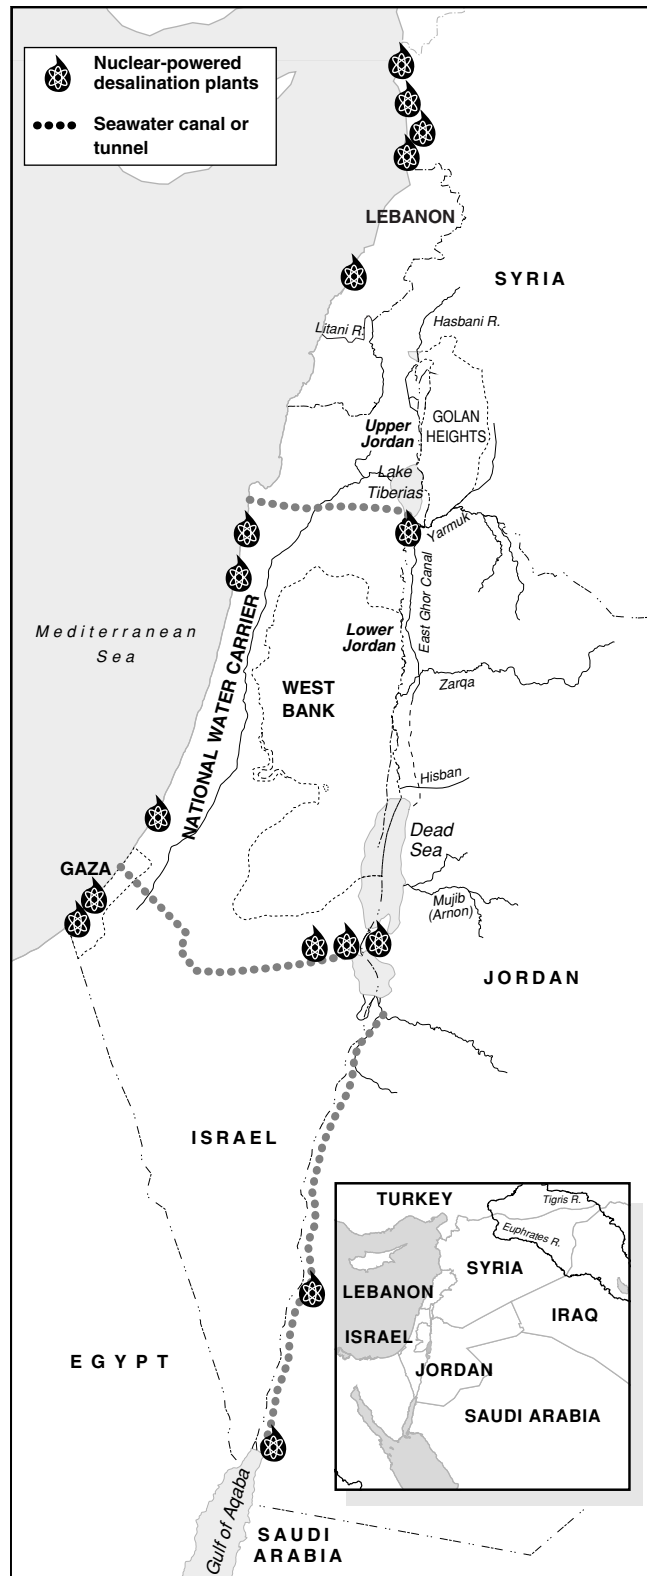 Nuclear-powered
desalination plants
Seawater canal or
tunnel
LEBANON
SYRIA
Litani R.
Hasbani R.
GOLAN
HEIGHTS
Upper
Jordan
Lake
Tiberias
Yarmuk
East Ghor Canal
Mediterranean
Sea
NATIONAL WATER CARRIER
Lower
Jordan
WEST
BANK
Zarqa
Hisban
Dead
Sea
GAZA
Mujib
(Arnon)
JORDAN
ISRAEL
EGYPT
Gulf of Aqaba
SAUDI
ARABIA
TURKEY
Tigris R.
Euphrates R.
SYRIA
LEBANON
IRAQ
ISRAEL
JORDAN
SAUDI ARABIA